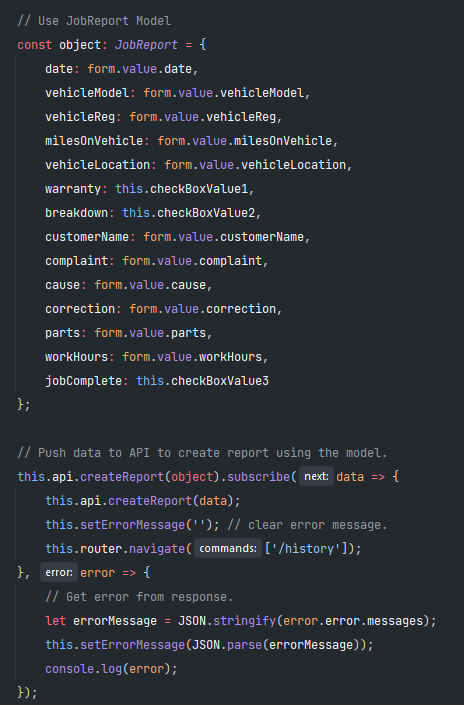 // Use JobReport Model
const object: JobReport = {
    date: form.value.date,
    vehicleModel: form.value.vehicleModel,
    vehicleReg: form.value.vehicleReg,
    milesOnVehicle: form.value.milesOnVehicle,
    vehicleLocation: form.value.vehicleLocation,
    warranty: this.checkBoxValue1,
    breakdown: this.checkBoxValue2,
    customerName: form.value.customerName,
    complaint: form.value.complaint,
    cause: form.value.cause,
    correction: form.value.correction,
    parts: form.value.parts,
    workHours: form.value.workHours,
    jobComplete: this.checkBoxValue3
};
// Push data to API to create report using the model.
this.api.createReport(object).subscribe( next: data => {
    this.api.createReport(data);
    this.setErrorMessage(''); // clear error message.
    this.router.navigate( commands: ['/history']);
}, error: error => {
    // Get error from response.
    let errorMessage = JSON.stringify(error.error.messages);
    this.setErrorMessage(JSON.parse(errorMessage));
    console.log(error);
});